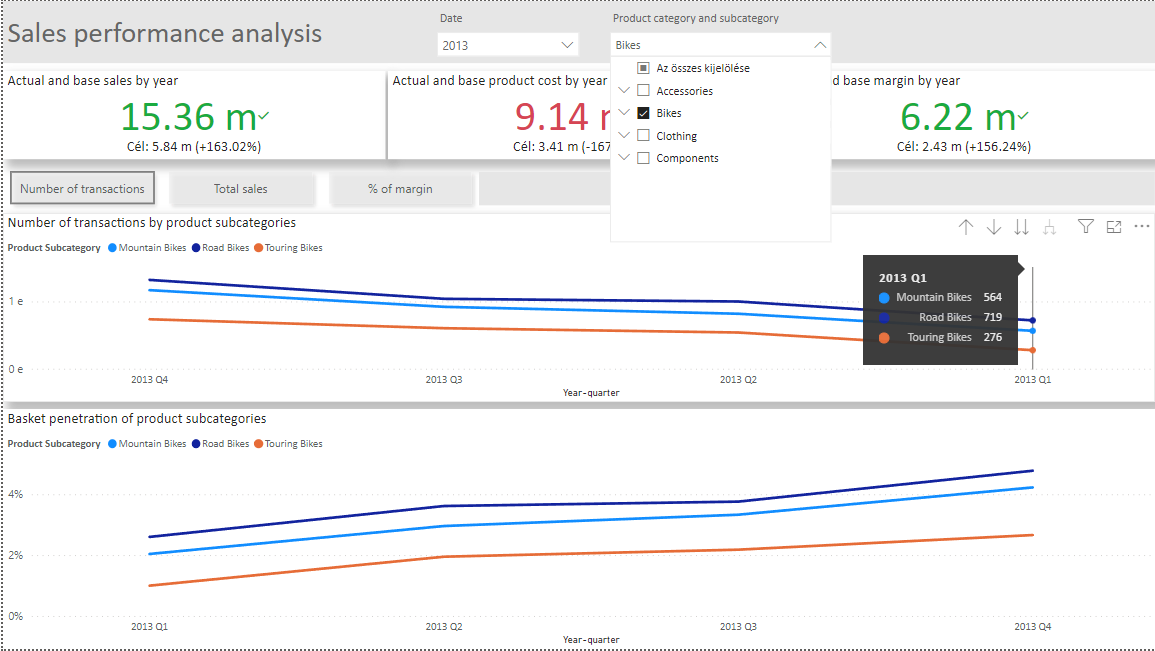 Sales performance analysis
Date
2013
Product category and subcategory
Bikes
Az összes kijelölése
Accessories
Bikes
Clothing
Components
Actual and base sales by year
15.36 m
Cél: 5.84 m (+163.02%)
Actual and base product cost by year
9.14
Cél: 3.41 m (-167
d base margin by year
6.22 m
Cél: 2.43 m (+156.24%)
Number of transactions
Total sales
% of margin
Number of transactions by product subcategories
Product Subcategory Mountain Bikes Road Bikes Touring Bikes
1 e
0 e
2013 Q1
Mountain Bikes 564
Road Bikes 719
Touring Bikes 276
2013 Q4 2013 Q3 2013 Q2 2013 Q1
Year-quarter
Basket penetration of product subcategories
Product Subcategory Mountain Bikes Road Bikes Touring Bikes
4%
2%
0%
2013 Q1 2013 Q2 2013 Q3 2013 Q4
Year-quarter